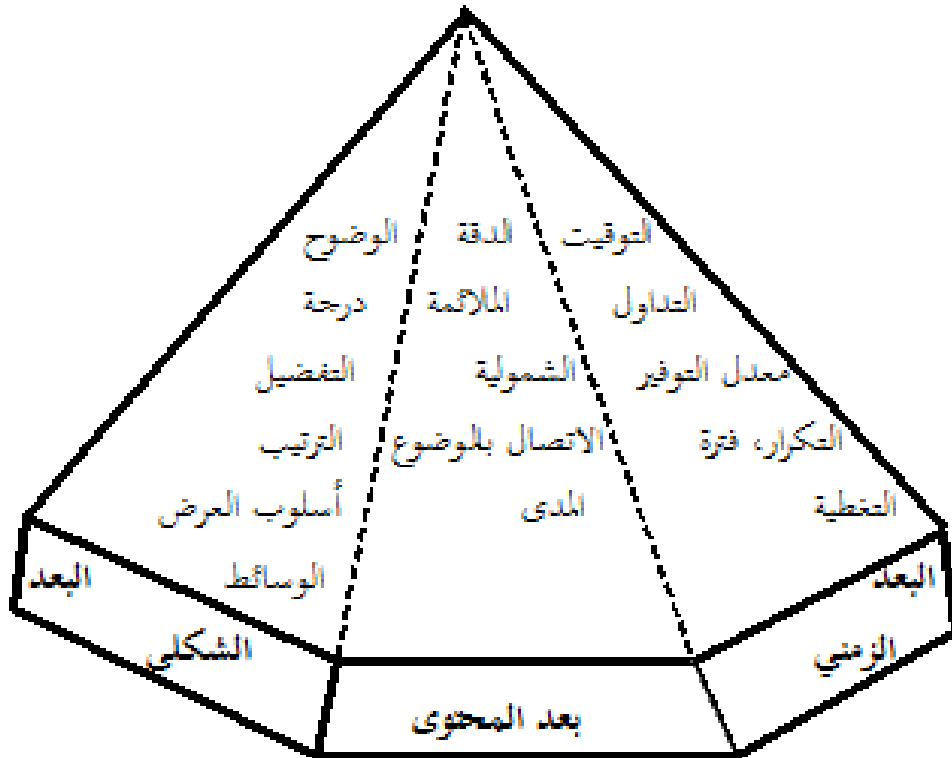 التوقيت
التداول
معدل التوفير
التكرار، فترة
التغطية
البعد
الزمني
الدقة
الملائمة
الشمولية
الاتصال بالموضوع
المدى
بعد المحتوى
الوضوح
درجة
التفضيل
الترتيب
أسلوب العرض
الوسائط
البعد
الشكلي